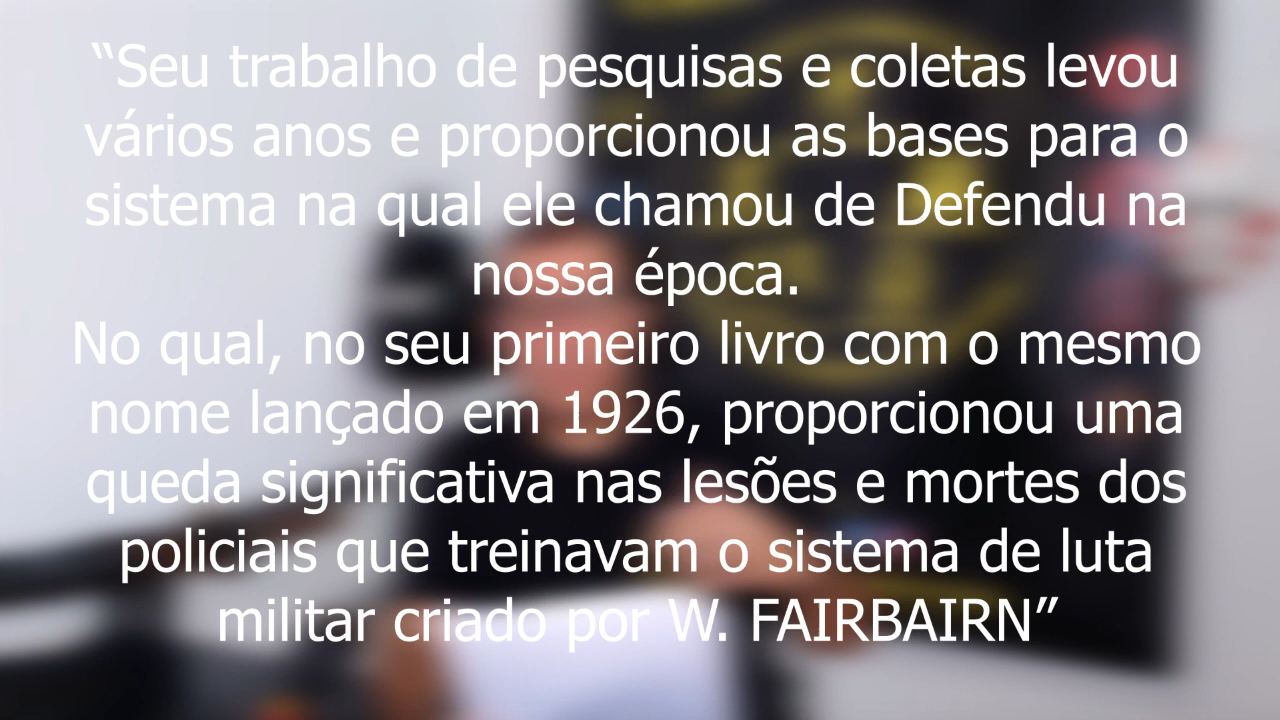 “Seu trabalho de pesquisas e coletas levou
vários anos e proporcionou as bases para o
sistema na qual ele chamou de Defendu na
nossa época.
No qual, no seu primeiro livro com o mesmo
nome lançado em 1926, proporcionou uma
queda significativa nas lesões e mortes dos
policiais que treinavam o sistema de luta
militar criado por W. FAIRBAIRN”